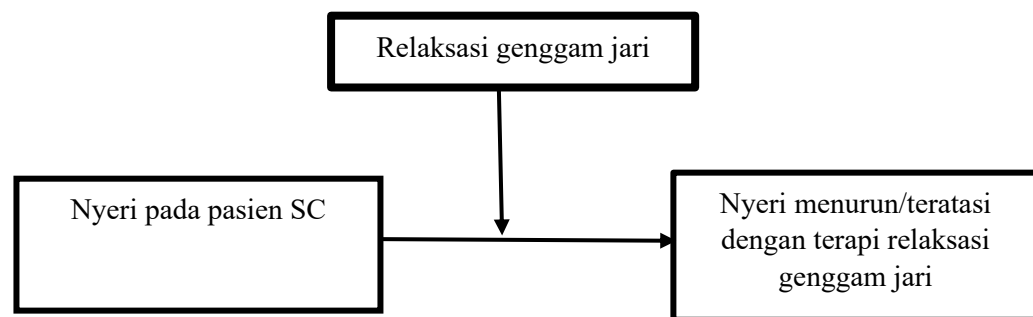 Relaksasi genggam jari
Nyeri pada pasien SC
Nyeri menurun/teratasi
dengan terapi relaksasi
genggam jari